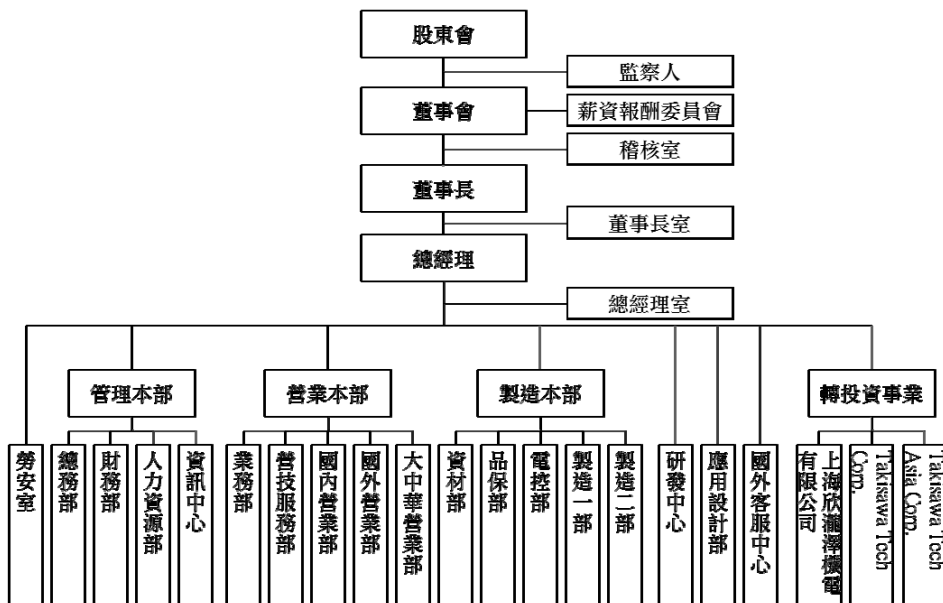 股東會
監察人
董事會
薪資報酬委員會
稽核室
董事長
董事長室
總經理
總經理室
管理本部
營業本部
製造本部
轉投資事業
勞安室
總務部
財務部
人力資源部
資訊中心
業務部
營技服務部
國內營業部
國外營業部
大中華營業部
資材部
品保部
電控部
製造一部
製造二部
研發中心
應用設計部
國外客服中心
上海欣瀧澤機電
有限公司
Takisawa Tech
Corp.
Takisawa Tech
Asia Corp.